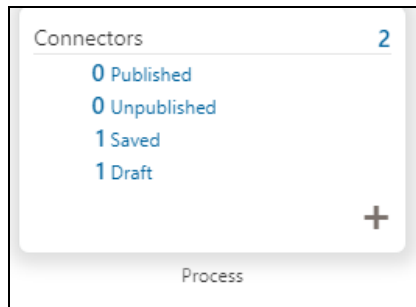 Connectors 2
0 Published
0 Unpublished
1 Saved
1 Draft
Process